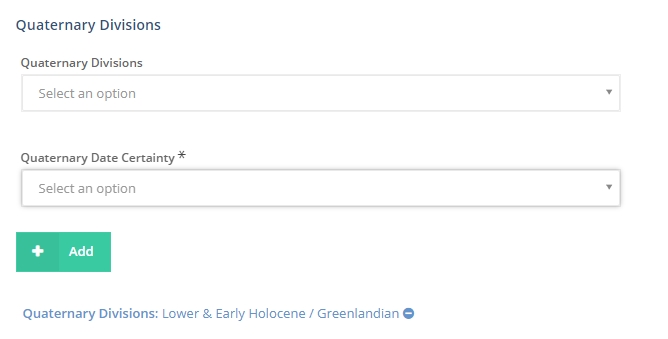 Quaternary Divisions
Quaternary Divisions
Select an option
Quaternary Date Certainty *
Select an option
Add
Quaternary Divisions: Lower & Early Holocene / Greenlandian